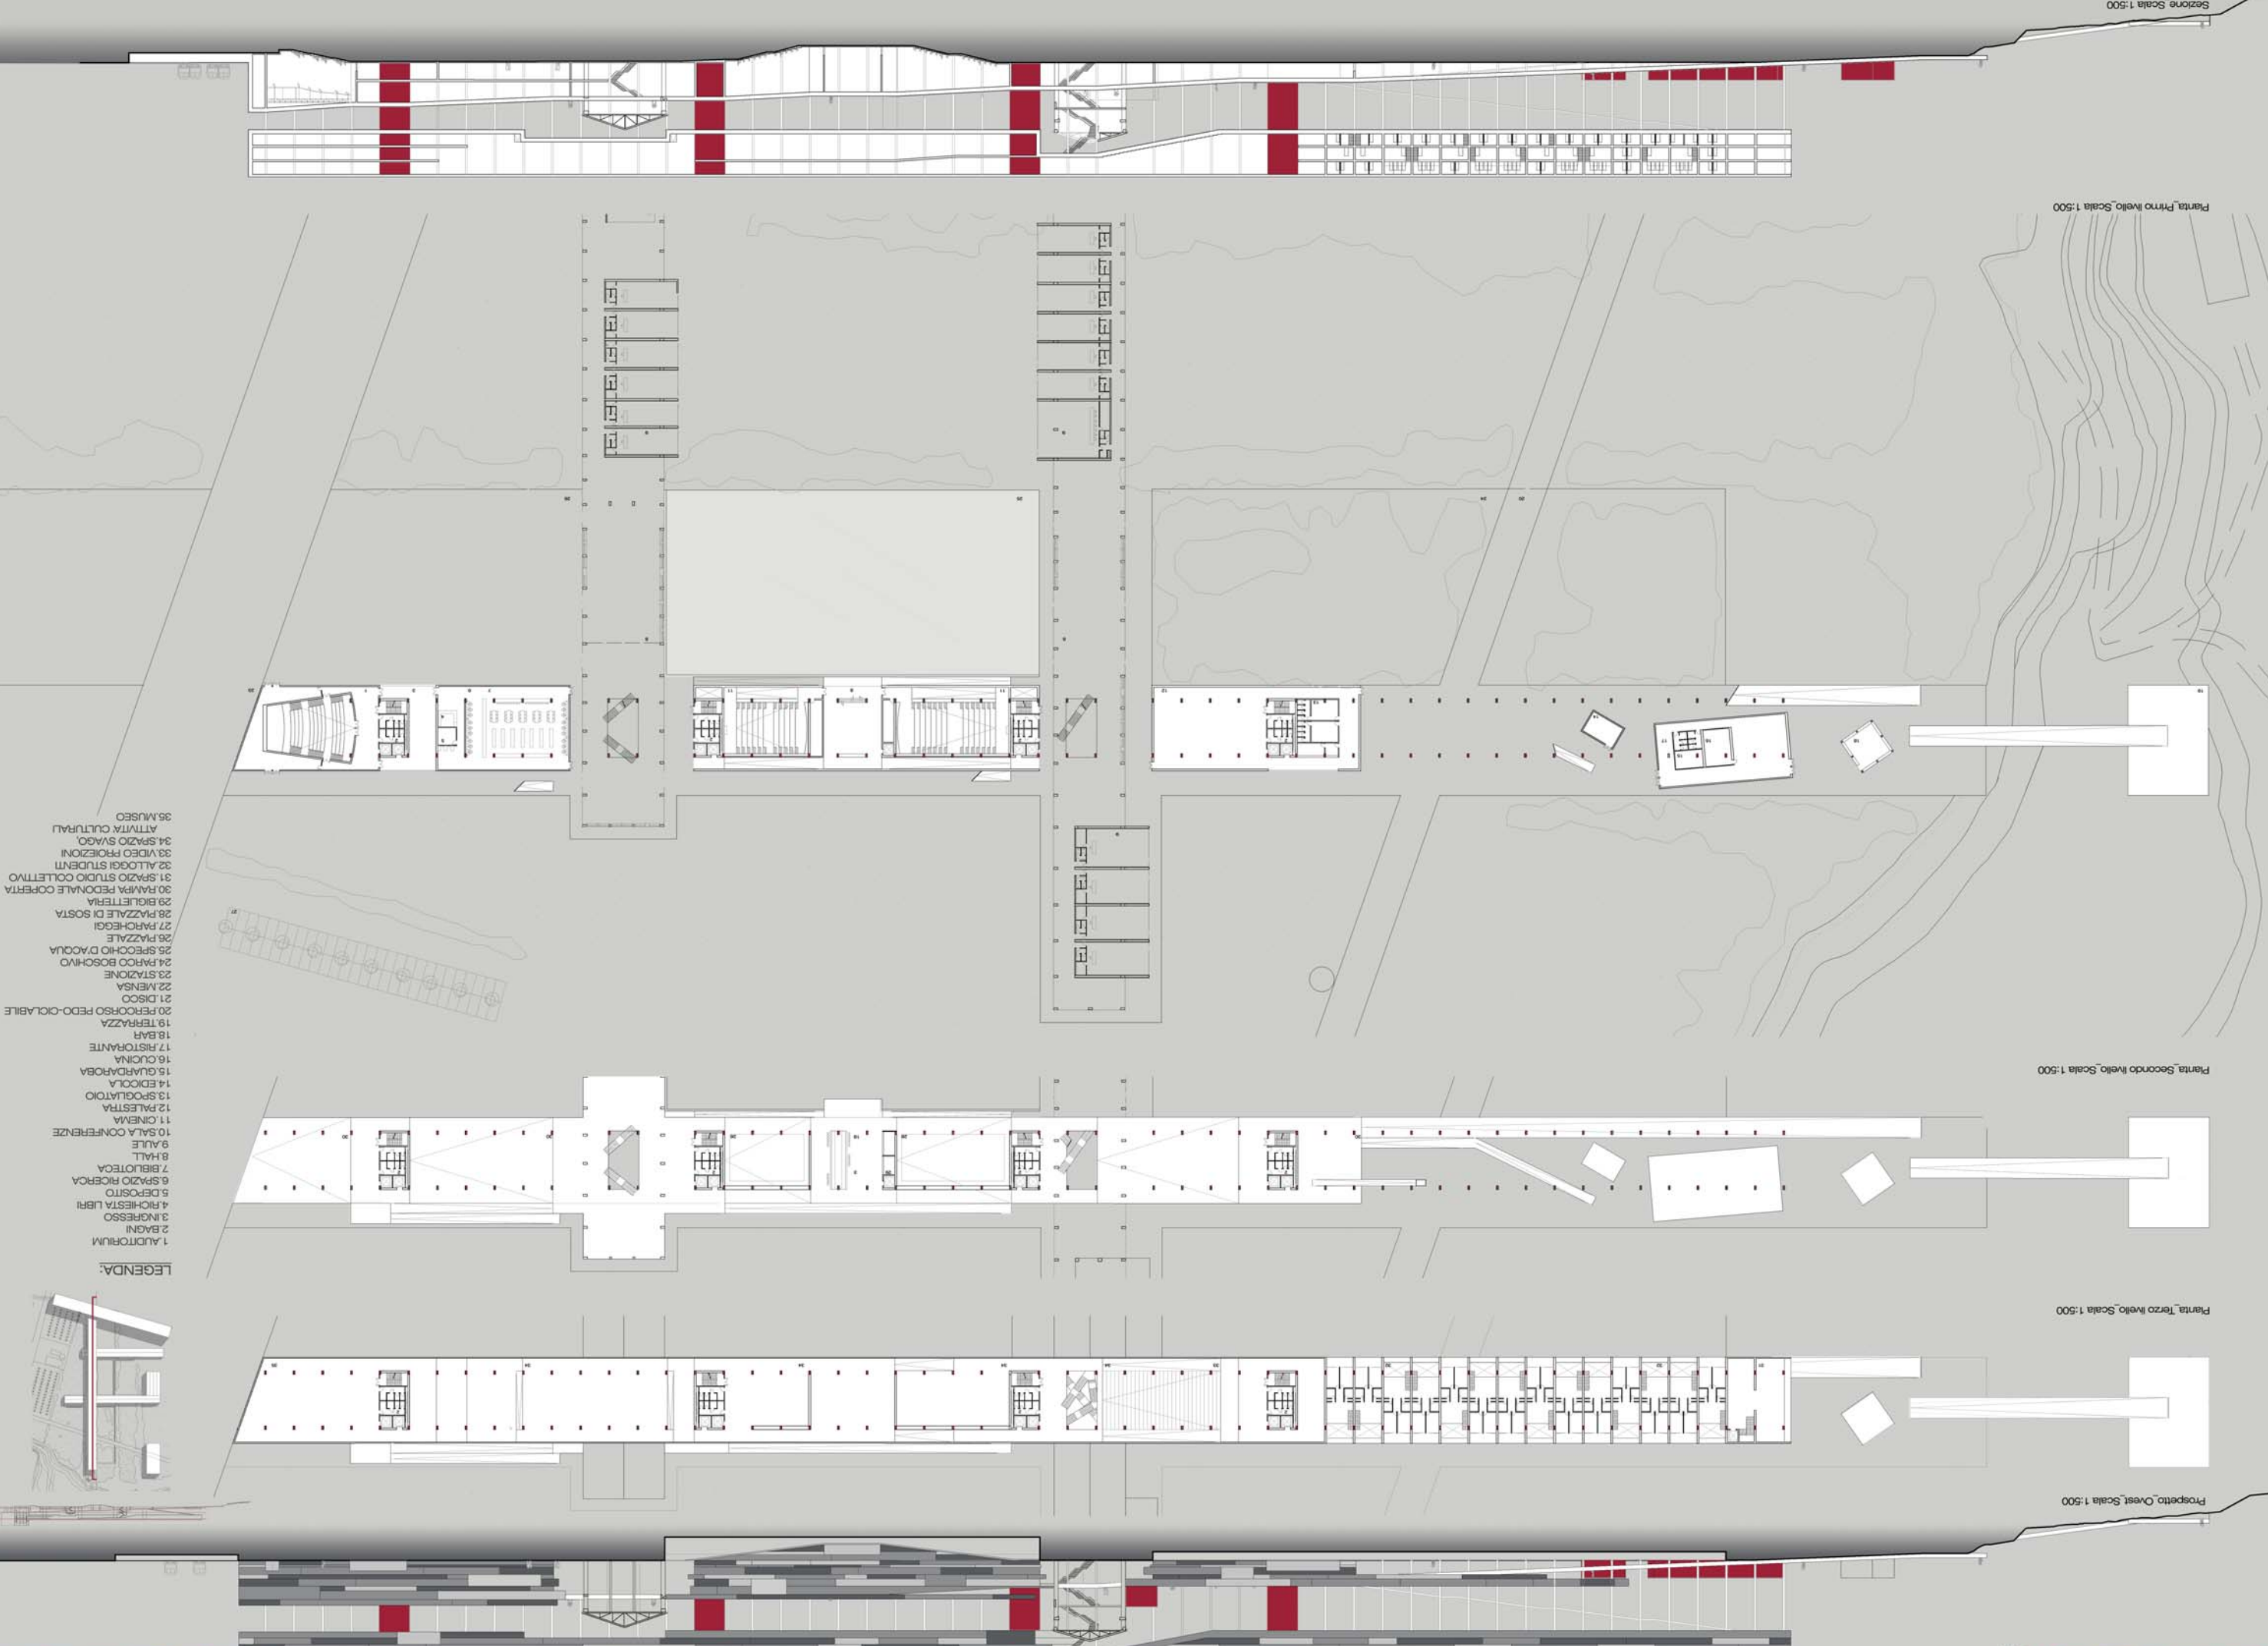 Prospetto_Ovest_Scala 1:500
Pianta_Terzo livello_Scala 1:500
Pianta_Secondo livello_Scala 1:500
Pianta_Primo livello_Scala 1:500
Sezione Scala 1:500
LEGENDA:
1.AUDITORIUM
2.BAGNI
3.INGRESSO
4.RICHIESTA LIBRI
5.DEPOSITO
6.SPAZIO RICERCA
7.BIBLIOTECA
8.HALL
9.AULE
10.SALA CONFERENZE
11.CINEMA
12.PALESTRA
13.SPOGLIATOIO
14.EDICOLA
15.GUARDAROBA
16.CUCINA
17.RISTORANTE
18.BAR
19.TERRAZZA
20.PERCORSO PEDO-CICLABILE
21.DISCO
22.MENSA
23.STAZIONE
24.PARCO BOSCHIVO
25.SPECCHIO D'ACQUA
26.PIAZZALE
27.PARCHEGGI
28.PIAZZALE DI SOSTA
29.BIGLIETTERIA
30.RAMPA PEDONALE COPERTA
31.SPAZIO STUDIO COLLETTIVO
32.ALLOGGI STUDENTI
33.VIDEO PROIEZIONI
34.SPAZIO SVAGO,
ATTIVITA' CULTURALI
35.MUSEO